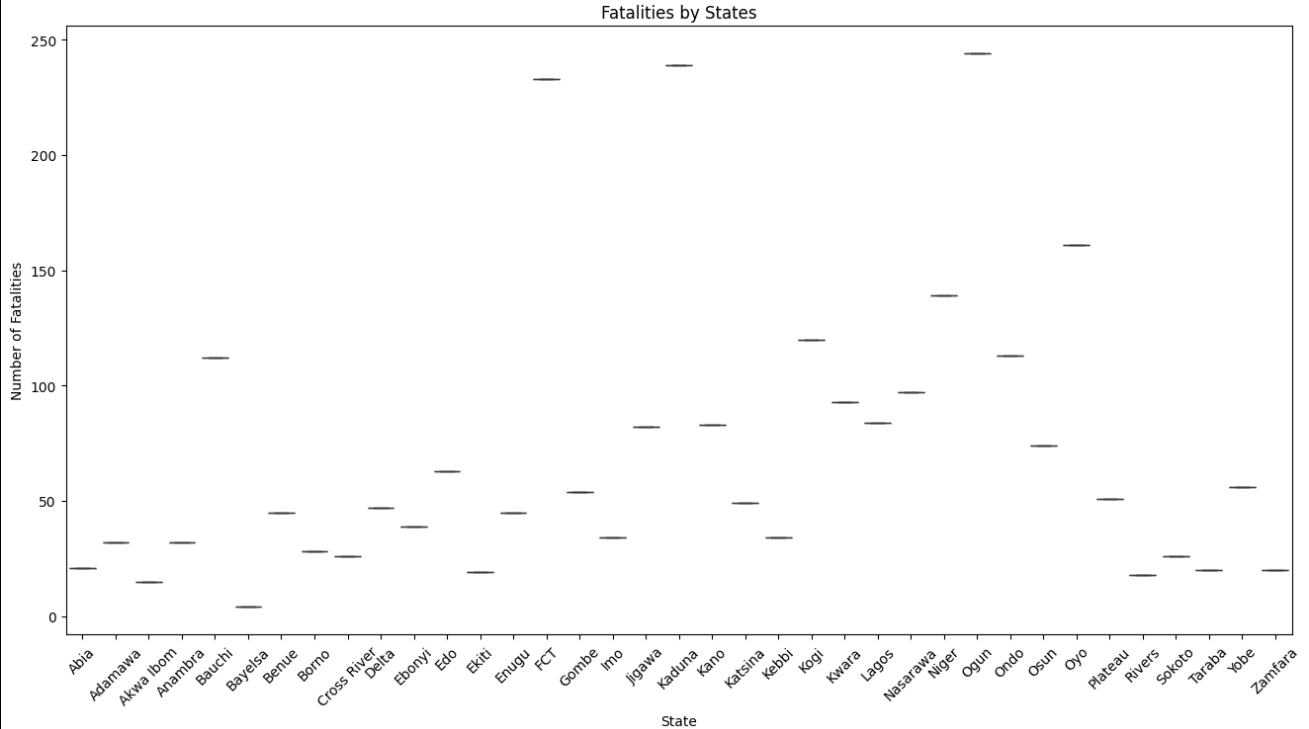 Fatalities by States
250
200
150
100
50
0
Number of Fatalities
Abia
Adamawa
Akwa Ibom
Anambra
Bauchi
Bayelsa
Benue
Borno
Cross River
Delta
Ebonyi
Edo
Ekiti
Enugu
FCT
Gombe
Imo
Jigawa
Kaduna
Kano
Katsina
Kebbi
Kogi
Kwara
Lagos
Nasarawa
Niger
Ogun
Ondo
Osun
Oyo
Plateau
Rivers
Sokoto
Taraba
Yobe
Zamfara
State